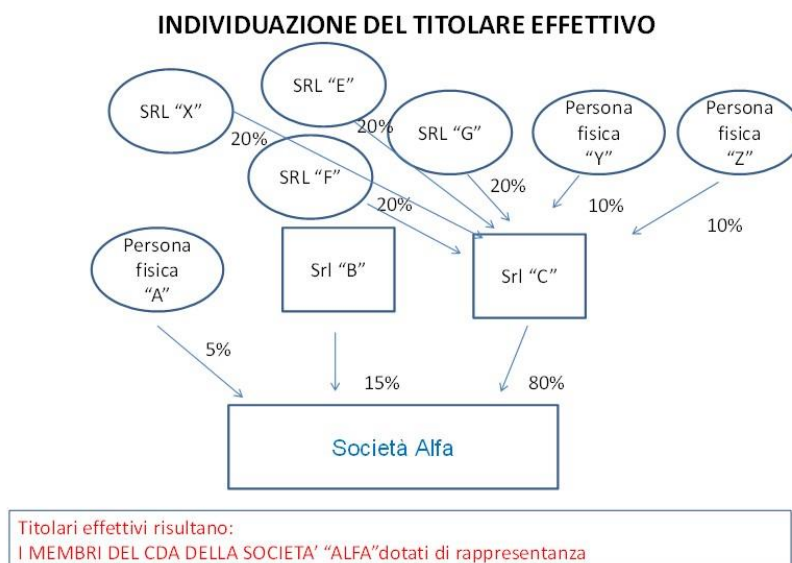 INDIVIDUAZIONE DEL TITOLARE EFFETTIVO
SRL “X”
SRL “E”
SRL “G”
Persona
fisica
“Y”
Persona
fisica
“Z”
20%
20%
SRL “F”
20%
20%
10%
10%
Persona
fisica
“A”
Srl “B”
Srl “C”
5%
15%
80%
Società Alfa
Titolari effettivi risultano:
I MEMBRI DEL CDA DELLA SOCIETA’ “ALFA”dotati di rappresentanza